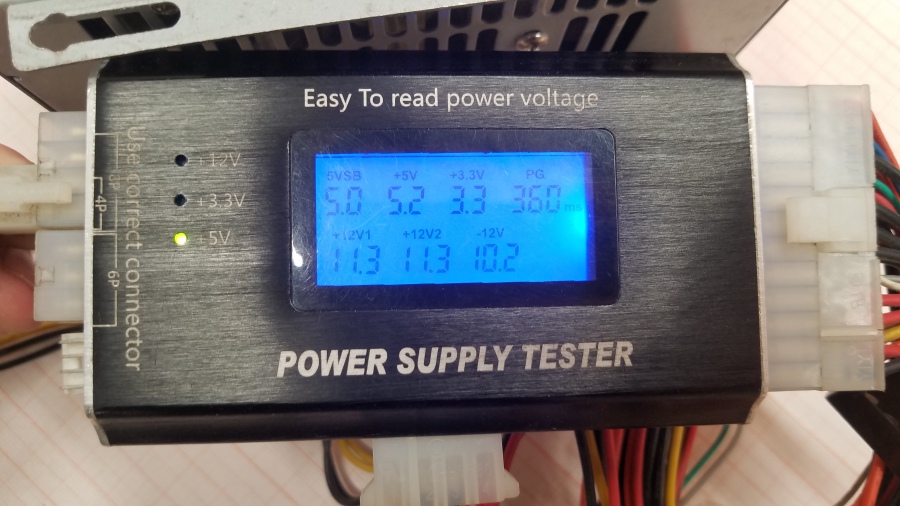 Easy To read power voltage
Use correct connector
8P
4P
6P
+12V
+3.3V
+5V
5VSB +5V +3.3V PG
5.0 5.2 3.3 360 ms
+12V1 +12V2 -12V
11.3 11.3 10.2
POWER SUPPLY TESTER